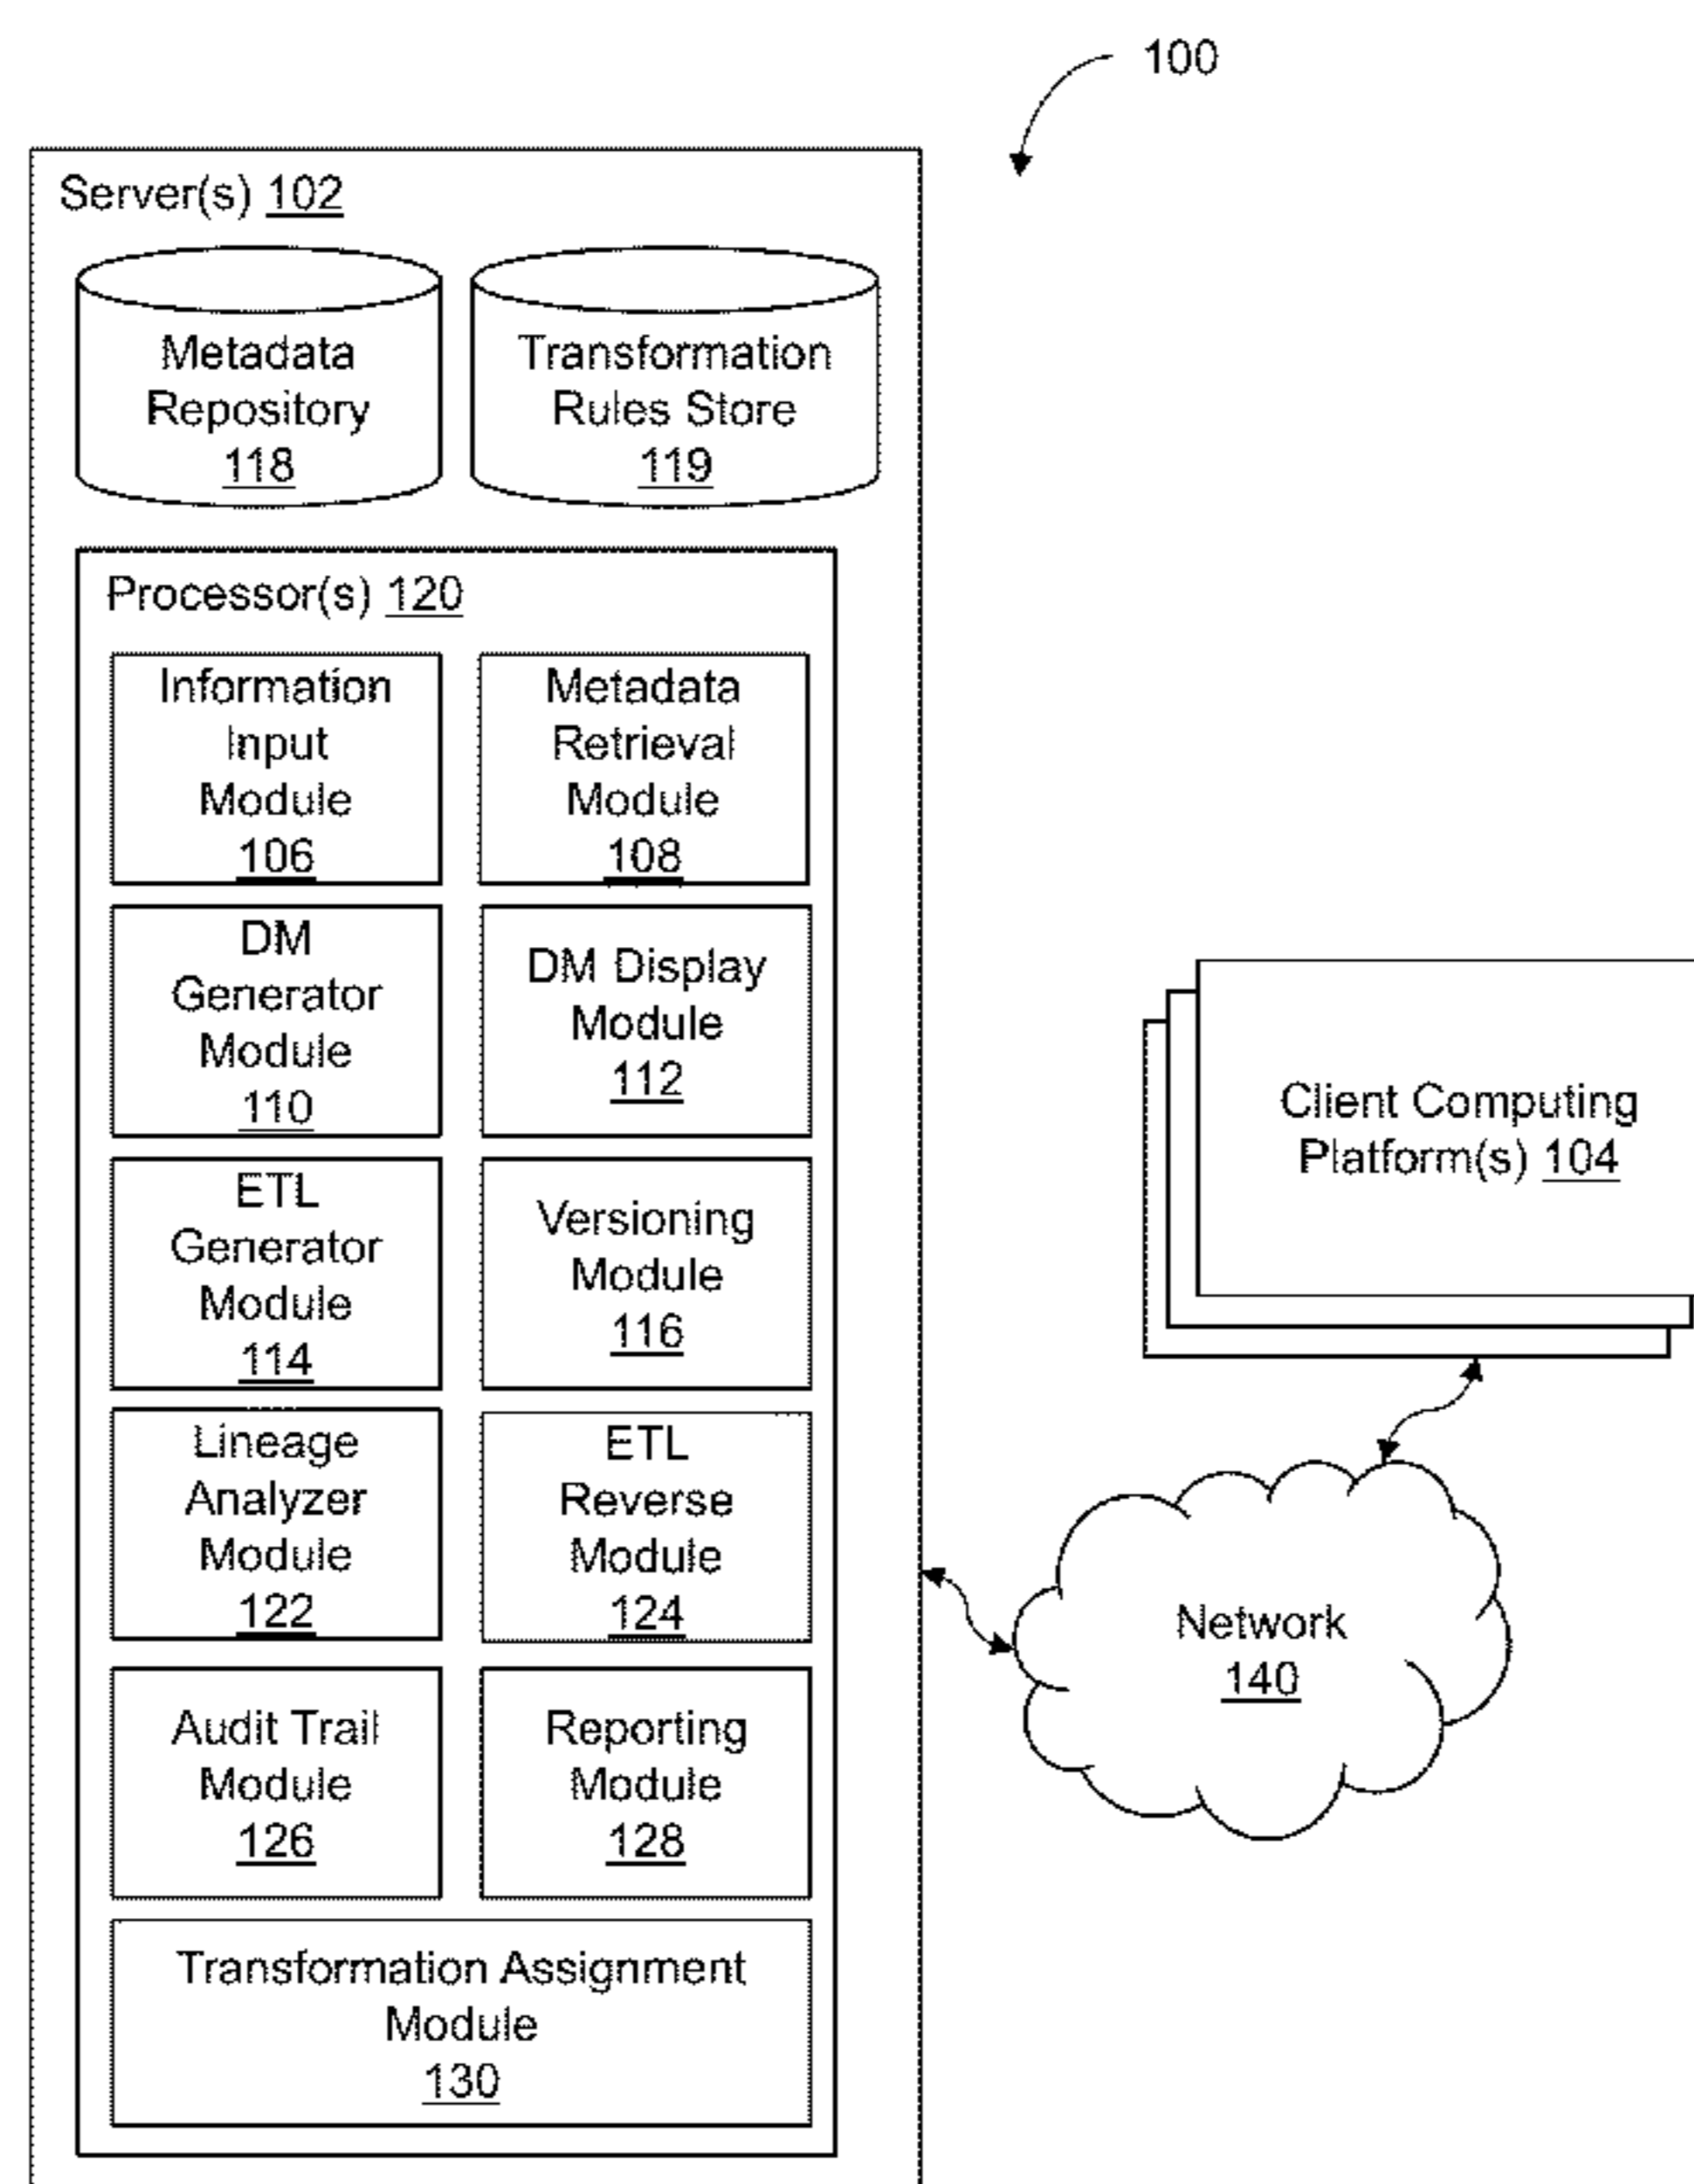 100
Server(s) 102
Metadata
Repository
118
Transformation
Rules Store
119
Processor(s) 120
Information
Input
Module
106
Metadata
Retrieval
Module
108
DM
Generator
Module
110
DM Display
Module
112
ETL
Generator
Module
114
Versioning
Module
116
Lineage
Analyzer
Module
122
ETL
Reverse
Module
124
Audit Trail
Module
126
Reporting
Module
128
Transformation Assignment
Module
130
Client Computing
Platform(s) 104
Network
140